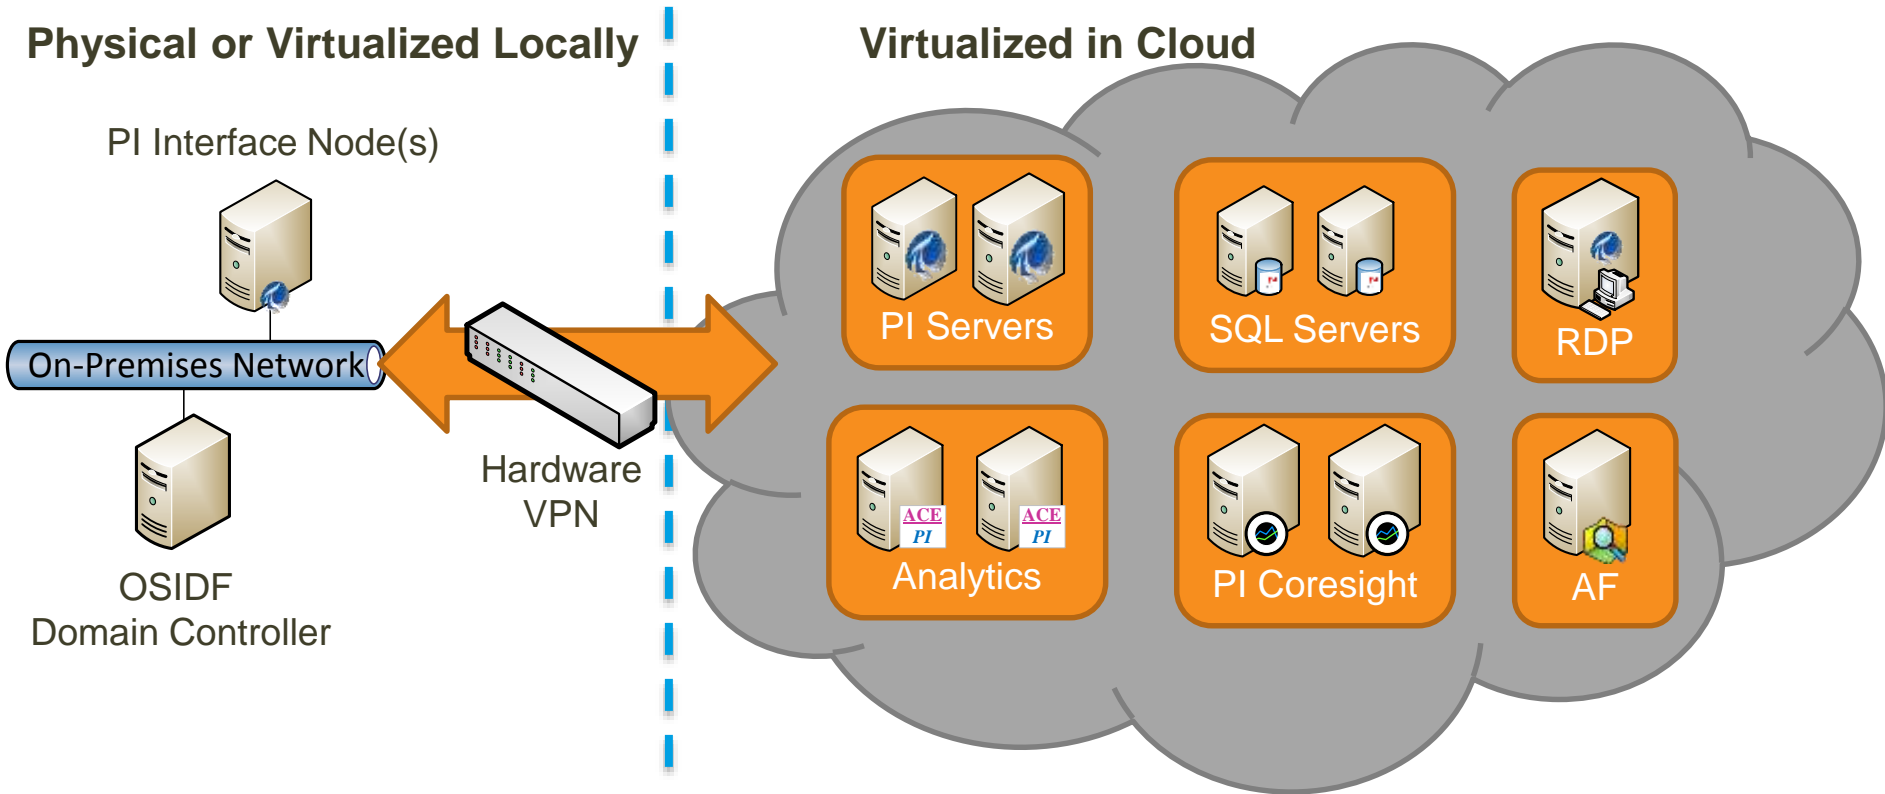 Physical or Virtualized Locally
Virtualized in Cloud
PI Interface Node(s)
On-Premises Network
OSIDF
Domain Controller
Hardware
VPN
PI Servers
SQL Servers
RDP
ACE
PI
ACE
PI
Analytics
PI Coresight
AF